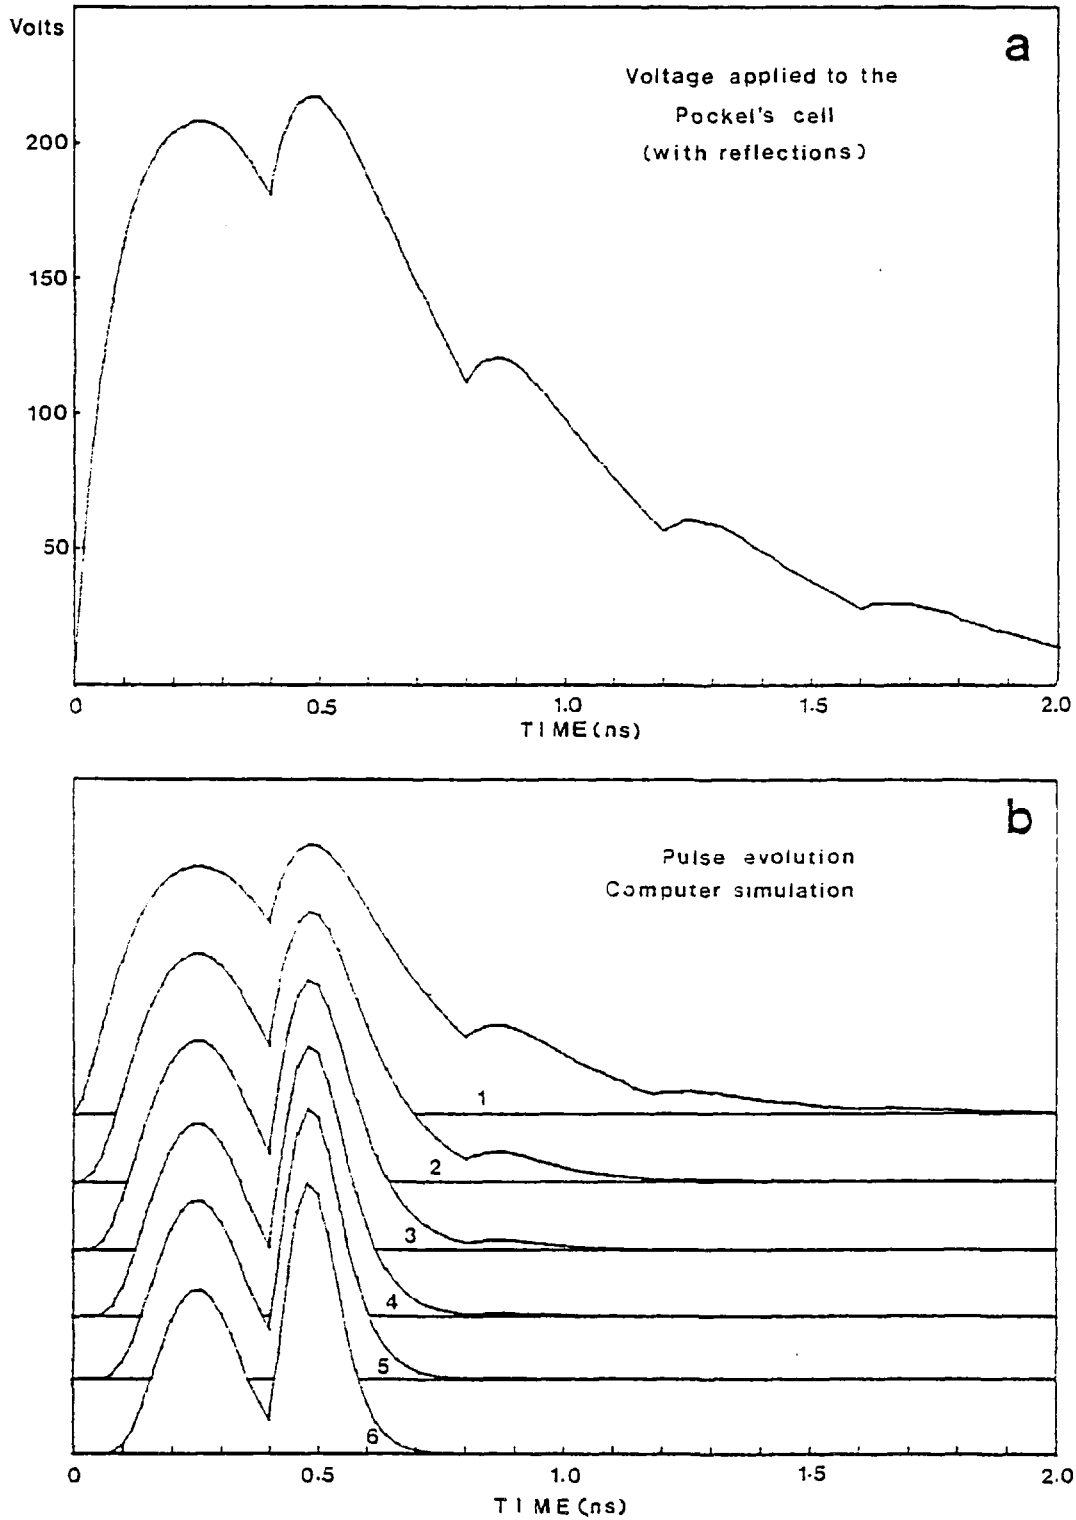 Volts
a
Voltage applied to the
Pockel's cell
(with reflections)
200
150
100
50
0 0.5 1.0 1.5 2.0
TIME(ns)
b
Pulse evolution
Computer simulation
1
2
3
4
5
6
0 0.5 1.0 1.5 2.0
TIME(ns)